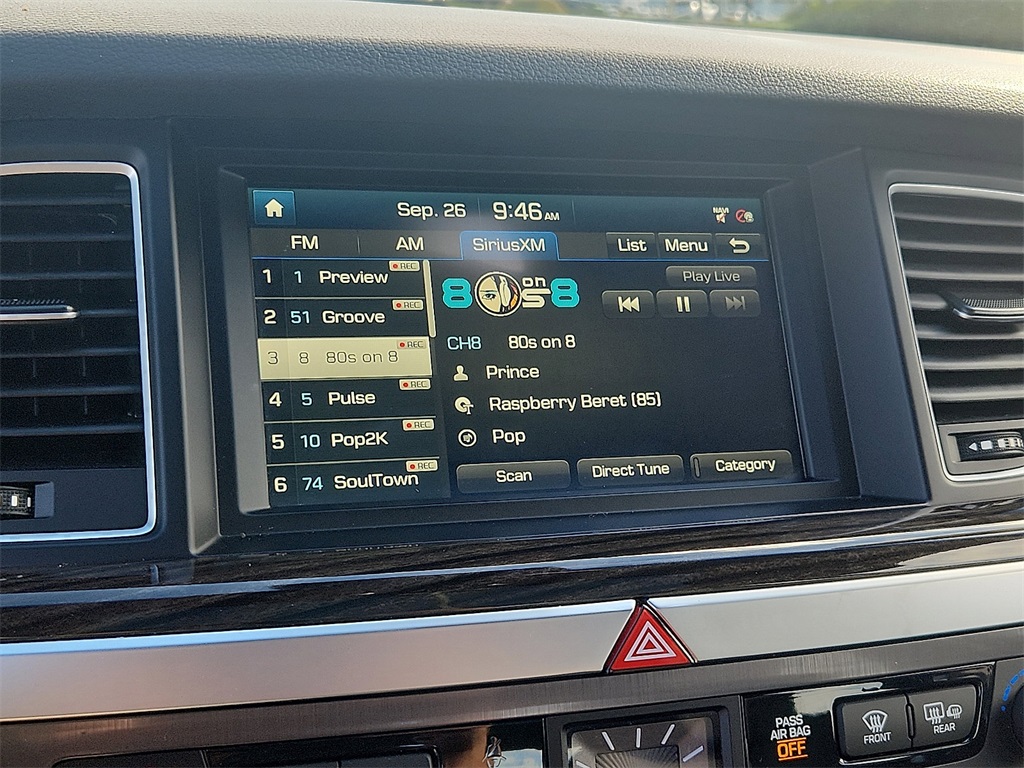 Sep. 26 9:46 AM NAVI
FM AM SiriusXM List Menu
1 1 Preview REC
2 51 Groove REC
3 8 80s on 8 REC
4 5 Pulse REC
5 10 Pop2K REC
6 74 SoulTown REC
80s on 8
Play Live
CH8 80s on 8
Prince
Raspberry Beret (85)
Pop
Scan Direct Tune Category
PASS
AIR BAG
OFF
FRONT
REAR